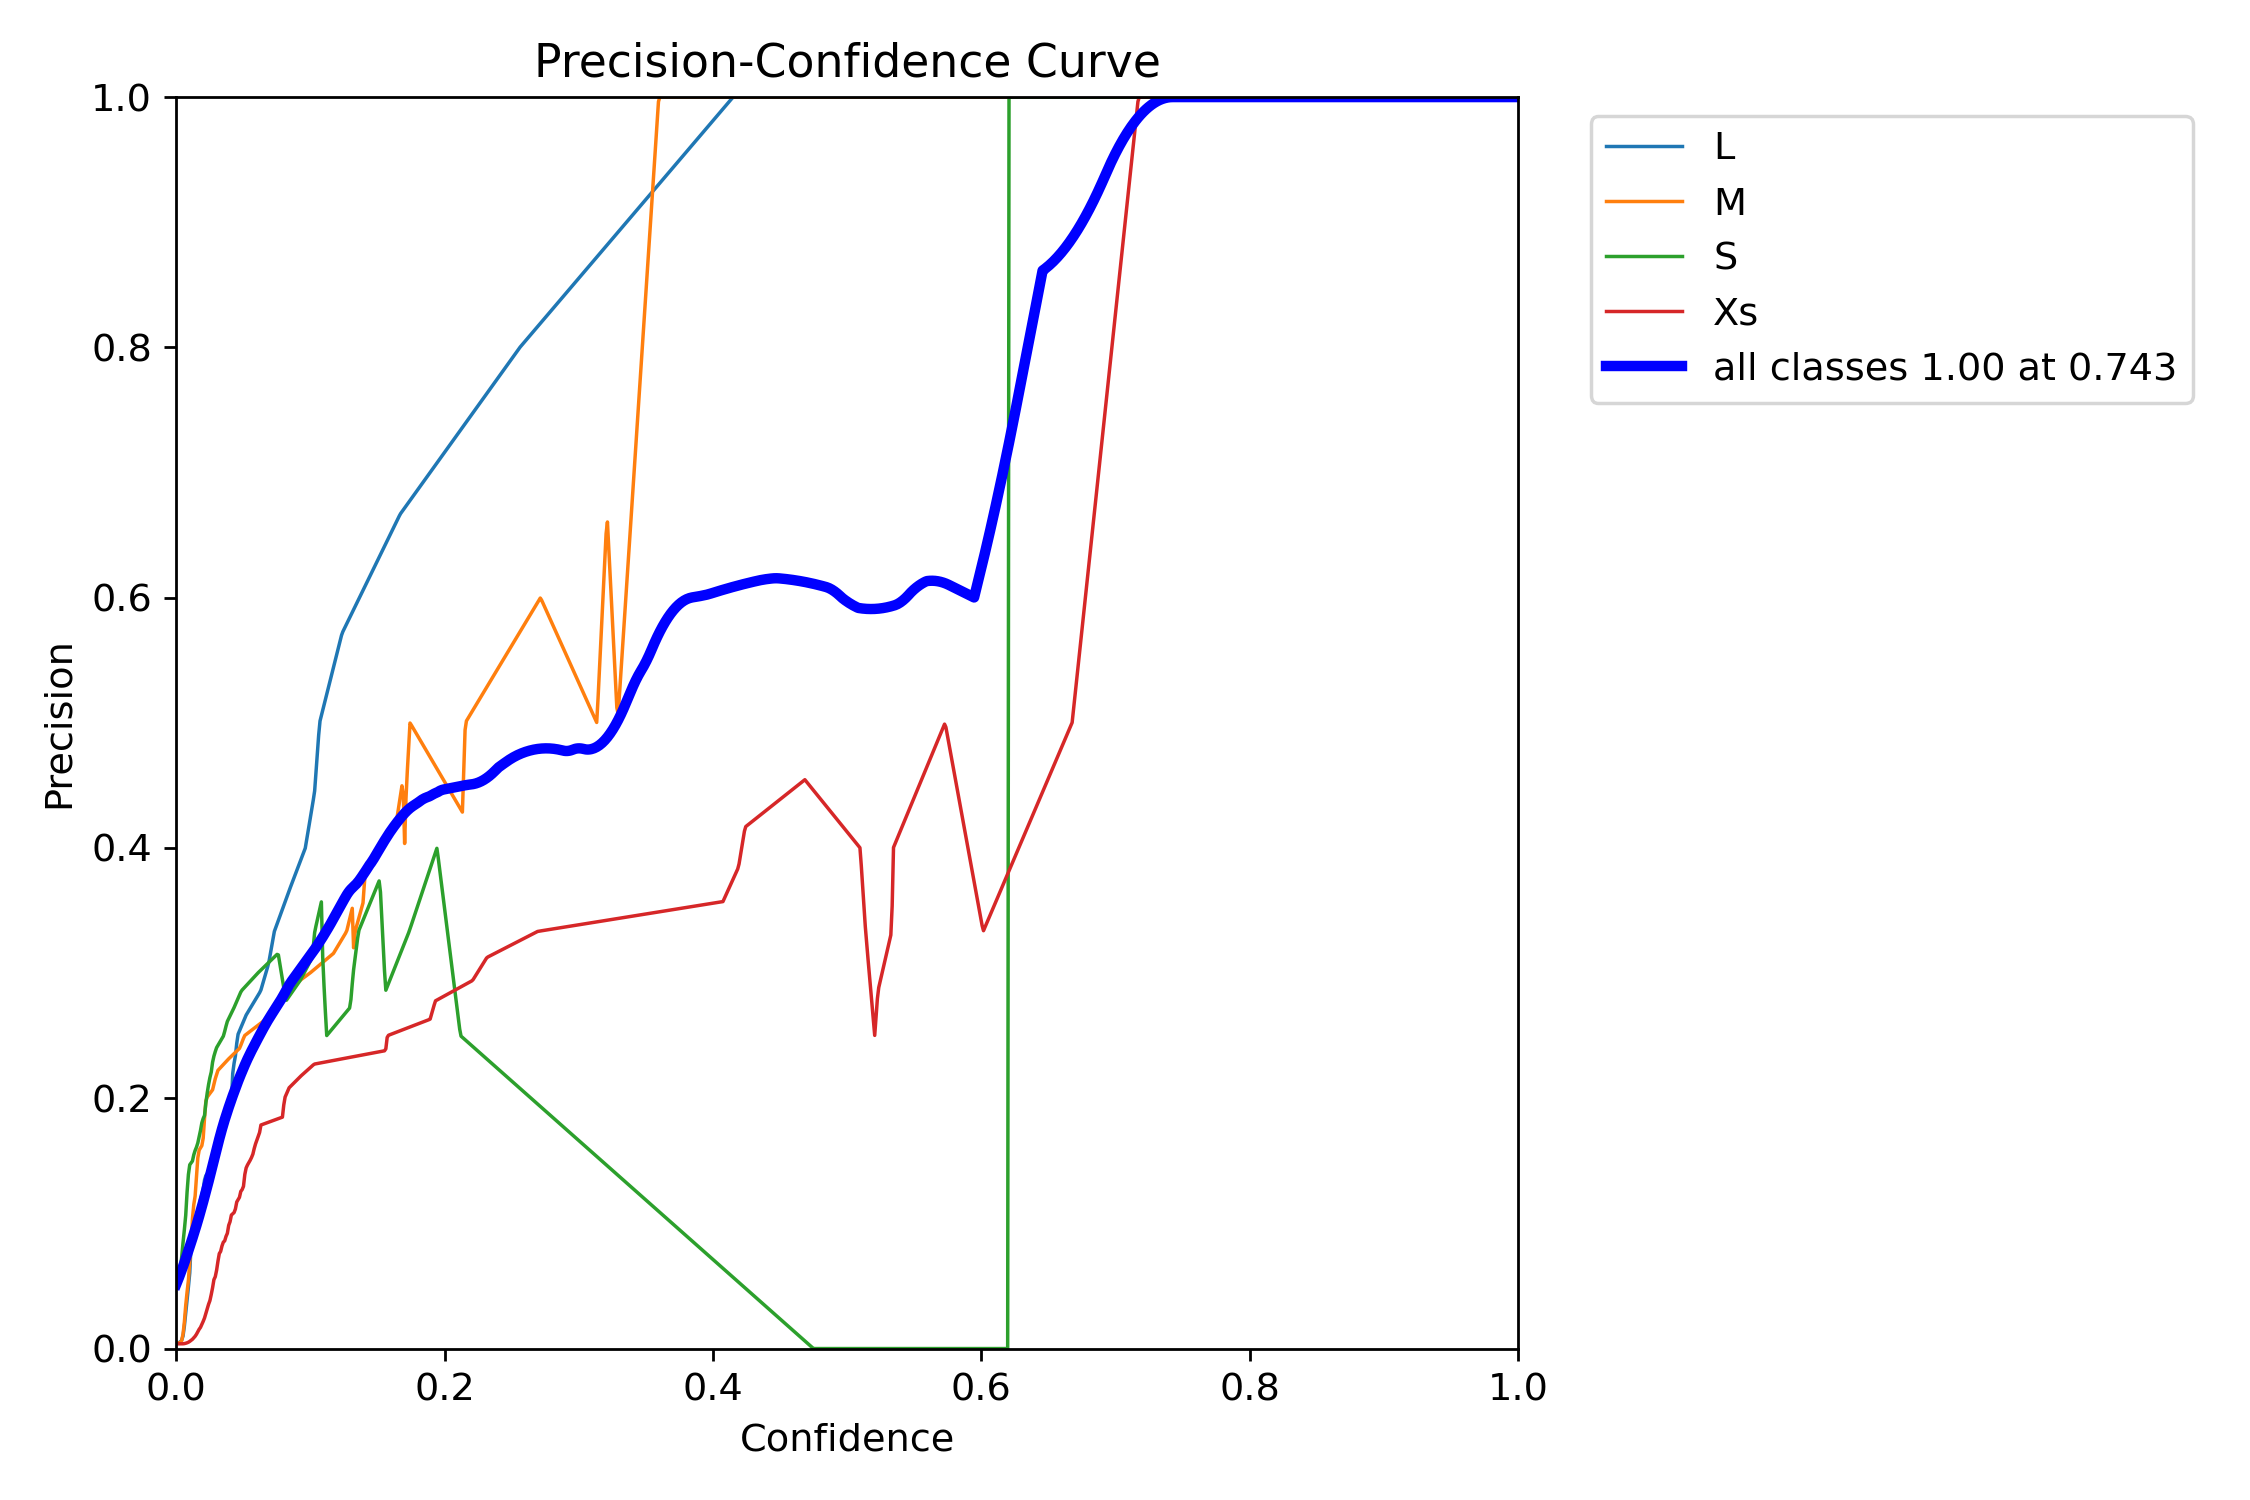 Precision-Confidence Curve
1.0
0.8
0.6
0.4
0.2
0.0
Precision
0.0 0.2 0.4 0.6 0.8 1.0
Confidence
L
M
S
Xs
all classes 1.00 at 0.743